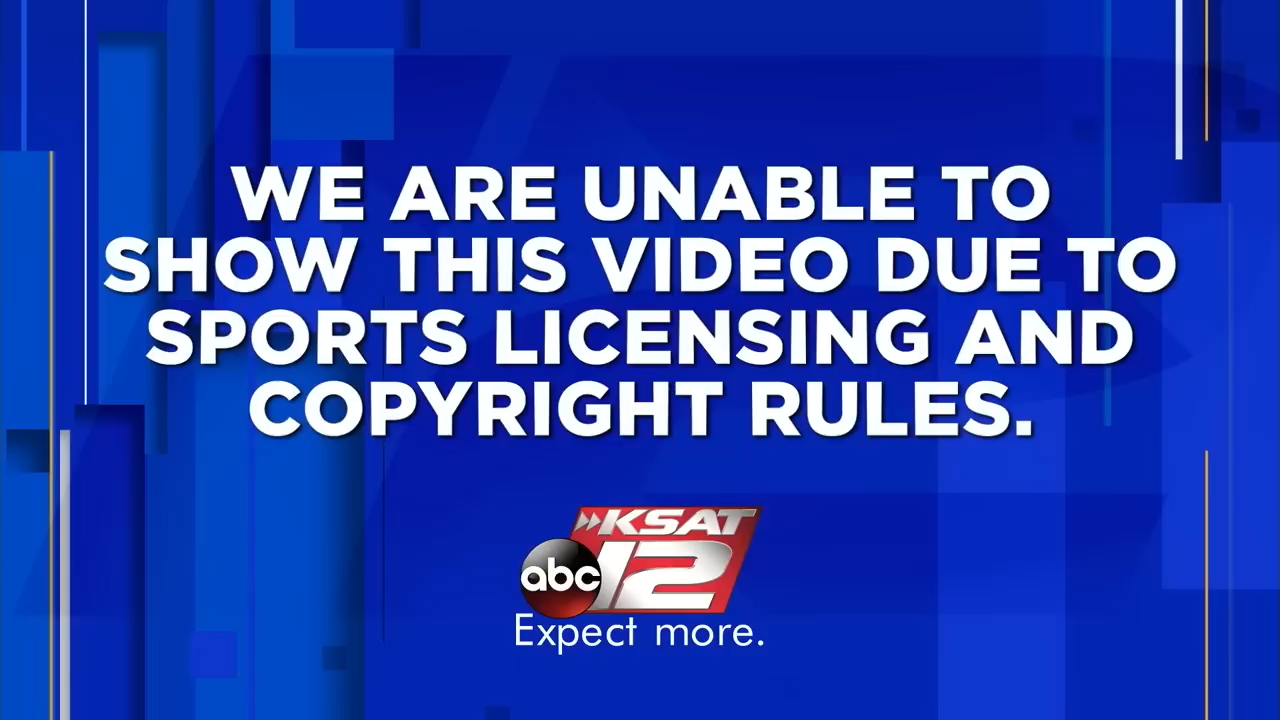 WE ARE UNABLE TO
SHOW THIS VIDEO DUE TO
SPORTS LICENSING AND
COPYRIGHT RULES.
KSAT
abc 12
Expect more.